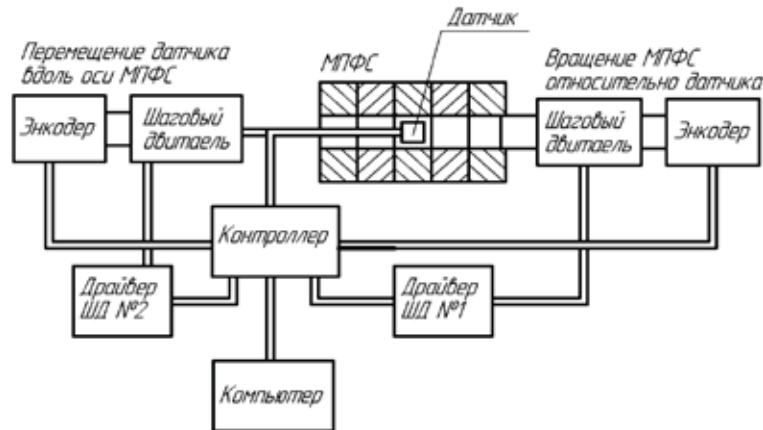 Датчик
Перемещение датчика
вдоль оси МПФС
МПФС
Вращение МПФС
относительно датчика
Энкодер
Шаговый
двитаель
Шаговый
двитаель
Энкодер
Контроллер
Драйвер
ШД №2
Драйвер
ШД №1
Компьютер